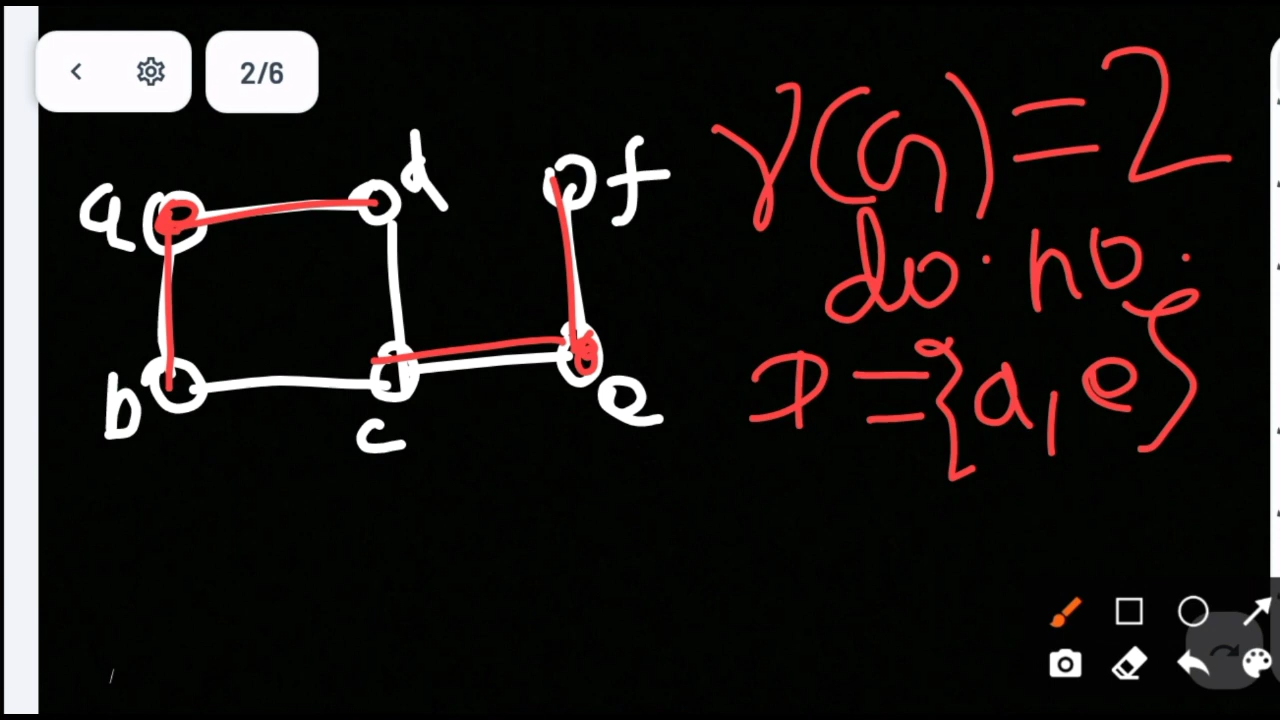 2/6
a d f
b c e
γ(G) = 2
do. no.
D = {a, e}